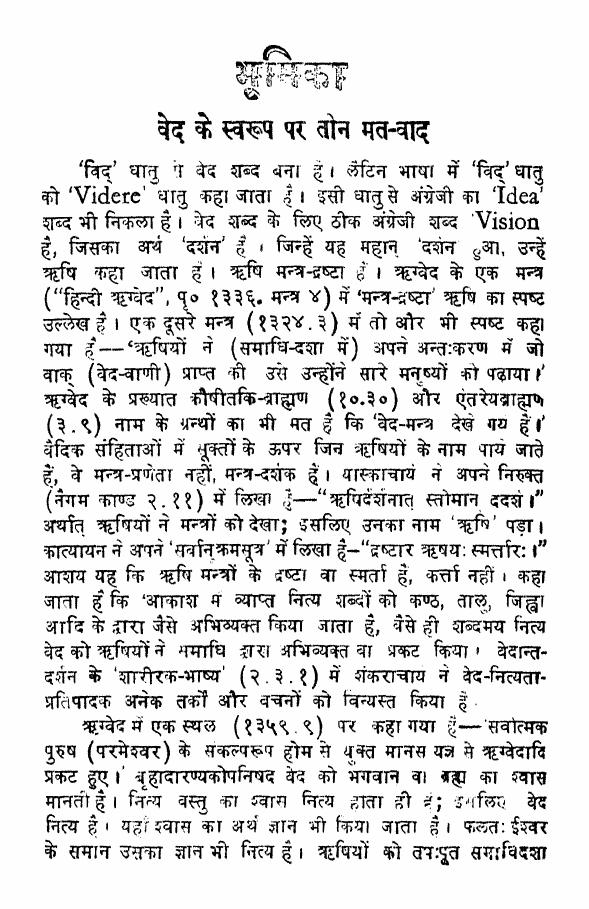 भूमिका
वेद के स्वरूप पर तीन मत-वाद
'विद्' धातु से वेद शब्द बना है। लैटिन भाषा में 'विद्' धातु
को 'Videre' धातु कहा जाता है। इसी धातु से अंग्रेजी का 'Idea'
शब्द भी निकला है। वेद शब्द के लिए ठीक अंग्रेजी शब्द 'Vision
है, जिसका अर्थ 'दर्शन' है। जिन्हें यह महान् 'दर्शन हुआ, उन्हें
ऋषि कहा जाता है। ऋषि मन्त्र-द्रष्टा हैं। ऋग्वेद के एक मन्त्र
("हिन्दी ऋग्वेद", पृ० १३३६. मन्त्र ४) में 'मन्त्र-द्रष्टा' ऋषि का स्पष्ट
उल्लेख है। एक दूसरे मन्त्र (१३२४.३) में तो और भी स्पष्ट कहा
गया है--'ऋषियों ने (समाधि-दशा में) अपने अन्तःकरण में जो
वाक् (वेद-वाणी) प्राप्त की उसे उन्होंने सारे मनुष्यों को पढ़ाया।'
ऋग्वेद के प्रख्यात कौषीतकि-ब्राह्मण (१०.३०) और ऐतरेयब्राह्मण
(३.९) नाम के ग्रन्थों का भी मत है कि 'वेद-मन्त्र देखे गये हैं।'
वैदिक संहिताओं में सूक्तों के ऊपर जिन ऋषियों के नाम पाये जाते
हैं, वे मन्त्र-प्रणेता नहीं, मन्त्र-दर्शक हैं। यास्काचार्य ने अपने निरुक्त
(नैगम काण्ड २.११) में लिखा है--"ऋषिर्दर्शनात् स्तोमान् ददर्श।"
अर्थात् ऋषियों ने मन्त्रों को देखा; इसलिए उनका नाम 'ऋषि' पड़ा।
कात्यायन ने अपने 'सर्वानुक्रमसूत्र' में लिखा है-"द्रष्टार ऋषयः स्मर्त्तारः।"
आशय यह कि ऋषि मन्त्रों के द्रष्टा वा स्मर्ता हैं, कर्त्ता नहीं। कहा
जाता है कि 'आकाश में व्याप्त नित्य शब्दों को कण्ठ, तालु, जिह्वा
आदि के द्वारा जैसे अभिव्यक्त किया जाता है, वैसे ही शब्दमय नित्य
वेद को ऋषियों ने समाधि द्वारा अभिव्यक्त वा प्रकट किया। वेदान्त-
दर्शन के 'शारीरक-भाष्य' (२.३.१) में शंकराचार्य ने वेद-नित्यता-
प्रतिपादक अनेक तर्कों और वचनों को विन्यस्त किया है.
ऋग्वेद में एक स्थल (१३५९.९) पर कहा गया है--'सर्वात्मक
पुरुष (परमेश्वर) के संकल्परूप होम से युक्त मानस यज्ञ से ऋग्वेदादि
प्रकट हुए।' बृहादारण्यकोपनिषद वेद को भगवान वा ब्रह्म का श्वास
मानती है। नित्य वस्तु का श्वास नित्य होता ही है; इसलिए वेद
नित्य है। यहाँ श्वास का अर्थ ज्ञान भी किया जाता है। फलतः ईश्वर
के समान उसका ज्ञान भी नित्य है। ऋषियों को तपःपूत समाधिदशा